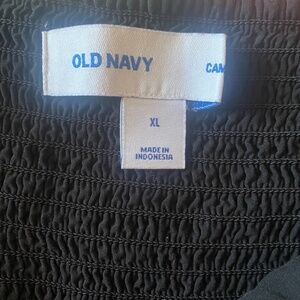 OLD NAVY
CAM
XL
MADE IN
INDONESIA